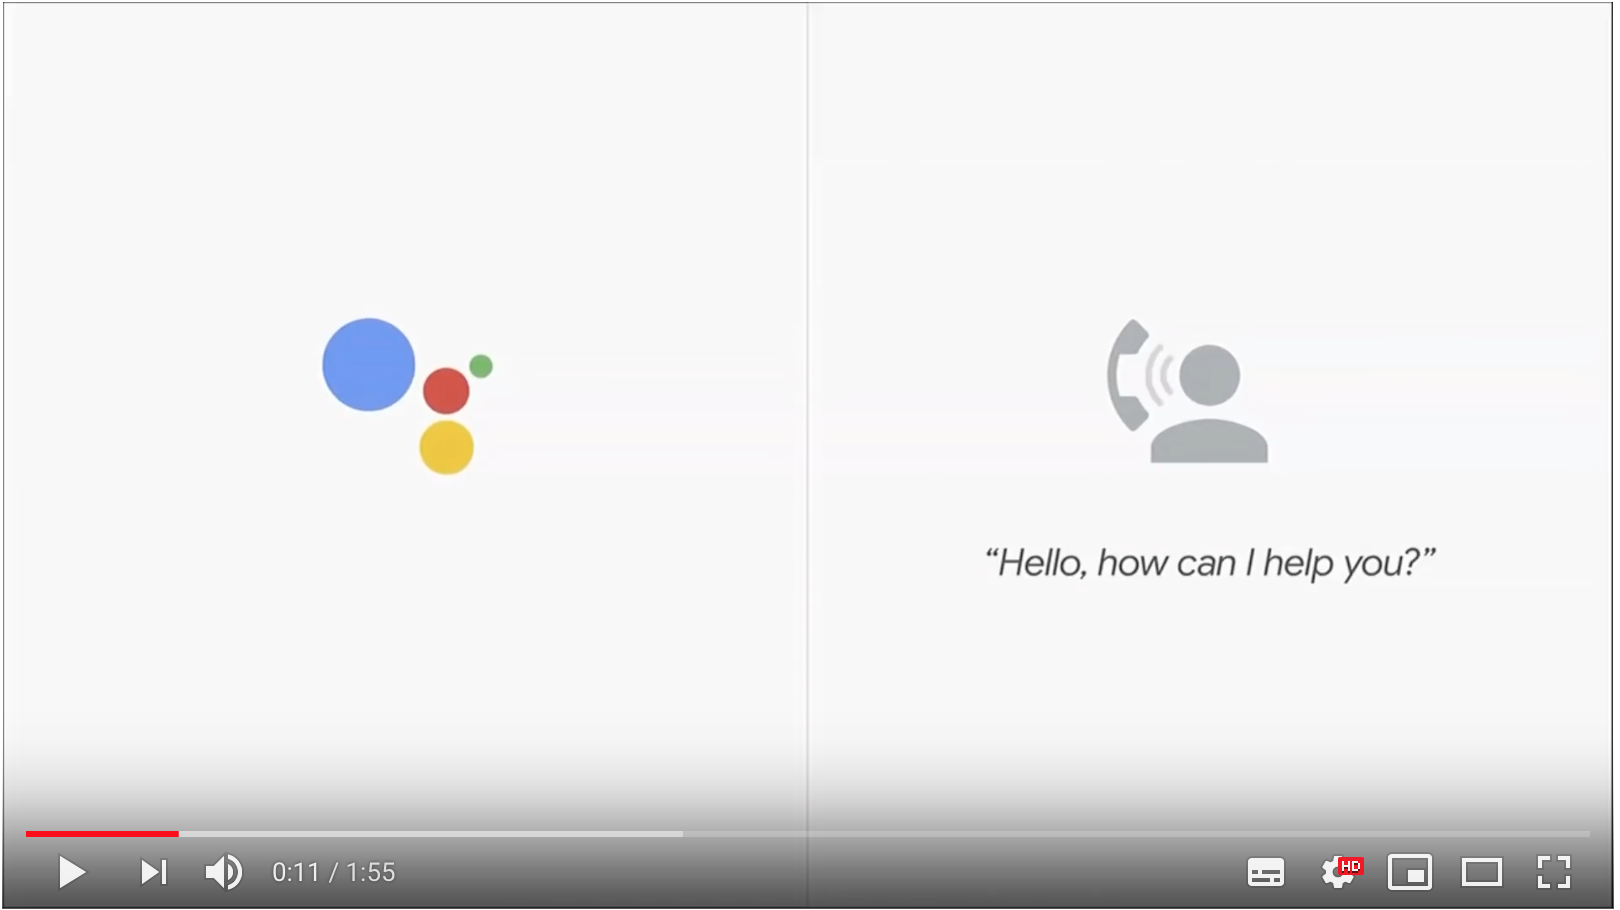 “Hello, how can I help you?”
0:11 / 1:55
HD